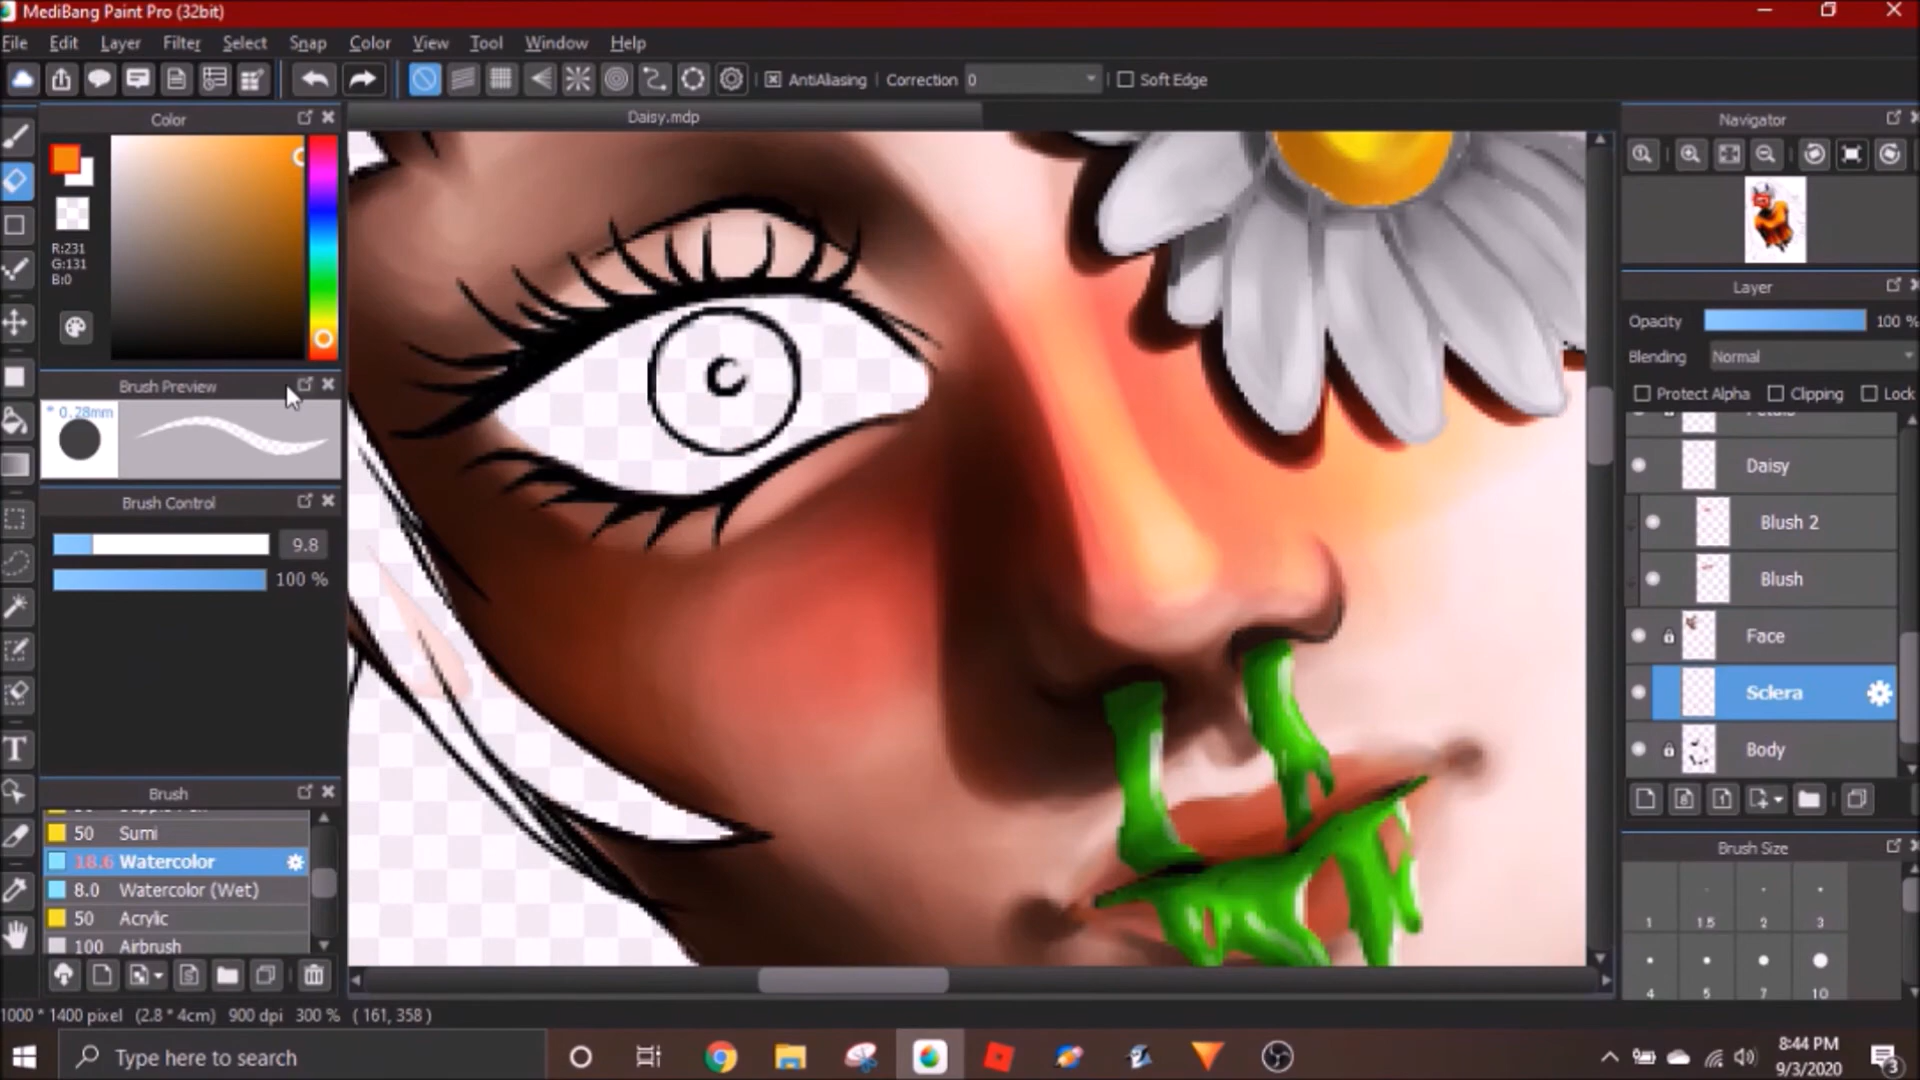 MediBang Paint Pro (32bit)
File Edit Layer Filter Select Snap Color View Tool Window Help
AntiAliasing Correction 0 Soft Edge
Color
Daisy.mdp
Navigator
R:231
G:131
B:0
Layer
Opacity 100 %
Blending Normal
Protect Alpha Clipping Lock
Brush Preview
* 0.28mm
Daisy
Brush Control
Blush 2
9.8
100 %
Blush
Face
Sclera
Body
Brush
50 Sumi
18.6 Watercolor
8.0 Watercolor (Wet)
50 Acrylic
100 Airbrush
Brush Size
1 1.5 2 3
4 5 7 10
1000 * 1400 pixel (2.8 * 4cm) 900 dpi 300 % ( 161, 358 )
Type here to search
8:44 PM
9/3/2020
3